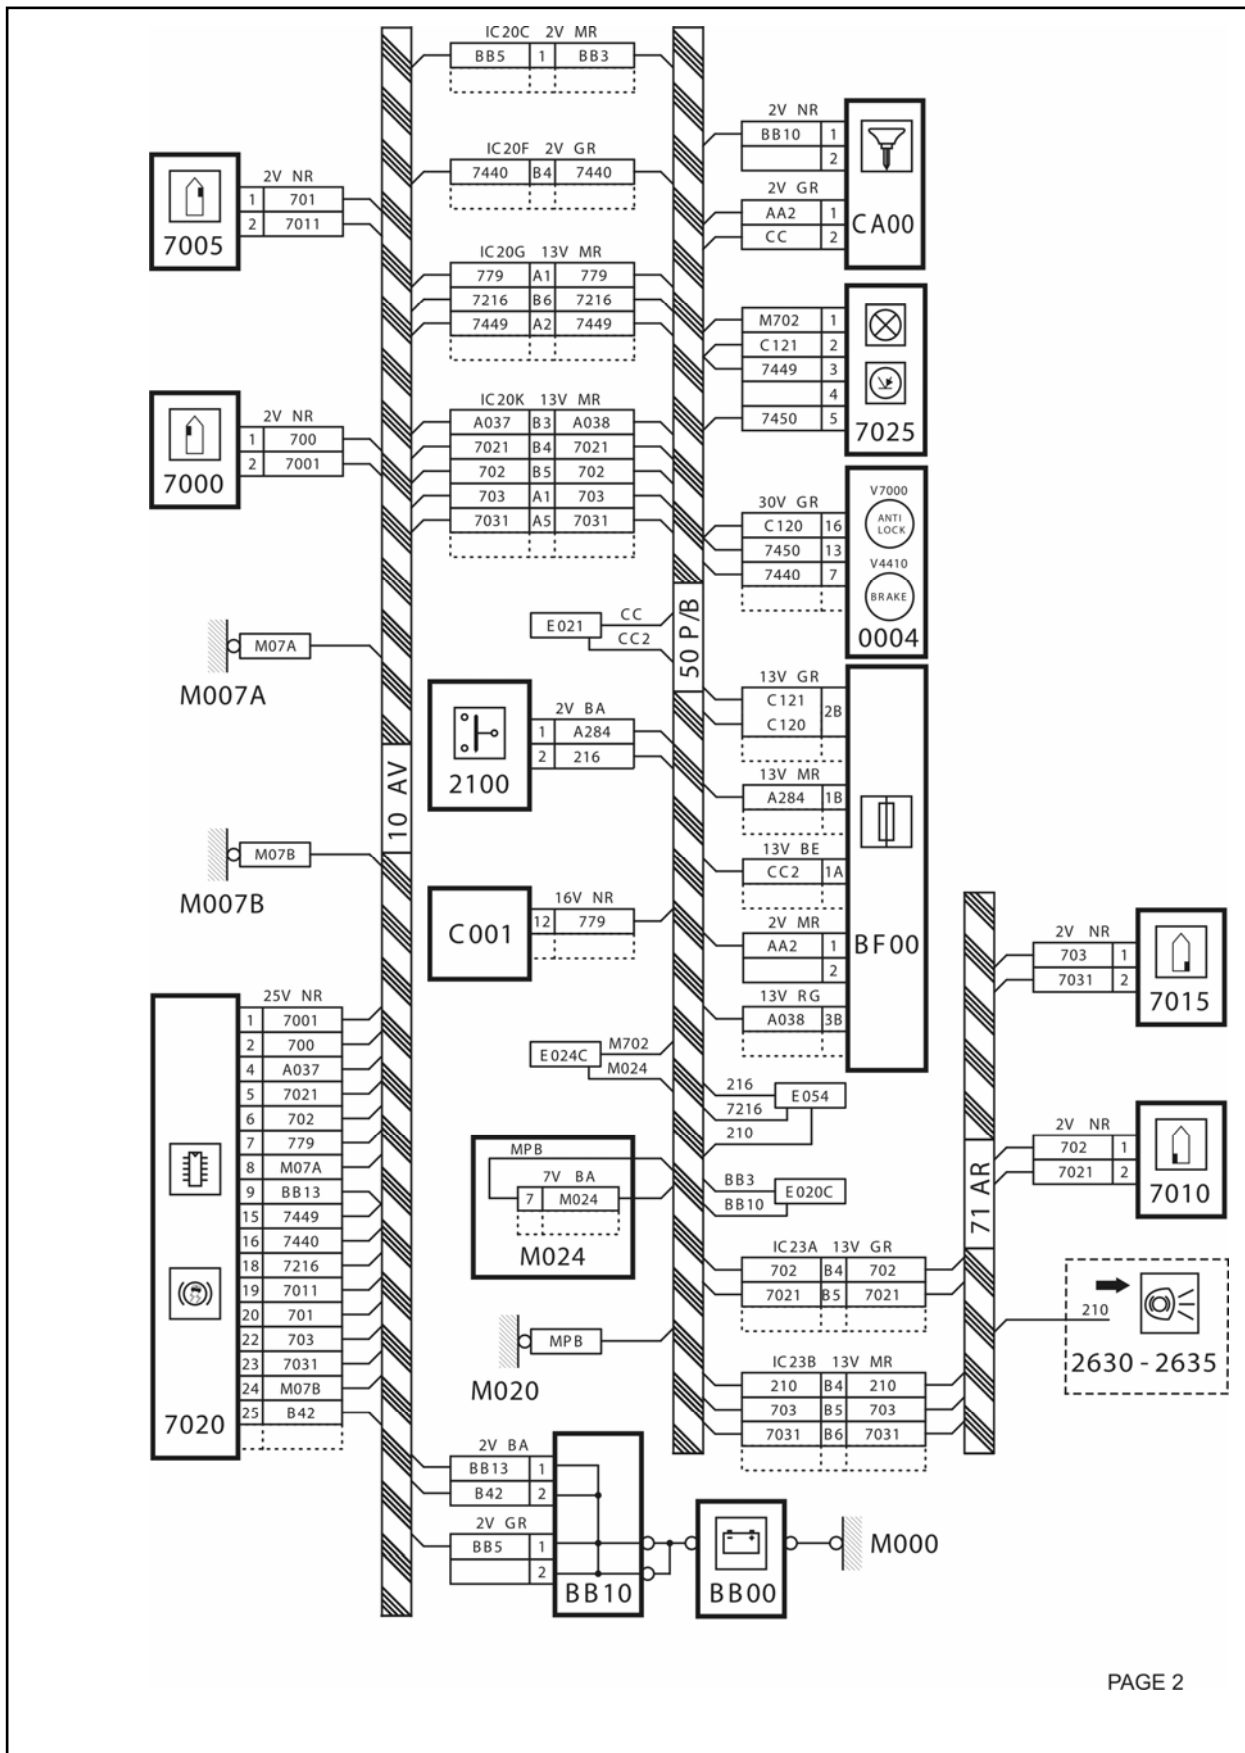 IC20C 2V MR
BB5 1 BB3
IC20F 2V GR
7440 B4 7440
IC20G 13V MR
779 A1 779
7216 B6 7216
7449 A2 7449
IC20K 13V MR
A037 B3 A038
7021 B4 7021
702 B5 702
703 A1 703
7031 A5 7031
2V NR
1 701
2 7011
7005
2V NR
1 700
2 7001
7000
M07A
M007A
M07B
M007B
10 AV
25V NR
1 7001
2 700
4 A037
5 7021
6 702
7 779
8 M07A
9 BB13
15 7449
16 7440
18 7216
19 7011
20 701
22 703
23 7031
24 M07B
25 B42
7020
E021
CC
CC2
50 P/B
2V BA
1 A284
2 216
2100
16V NR
12 779
C001
E024C
M702
M024
MPB
7V BA
7 M024
M024
MPB
M020
2V BA
BB13 1
B42 2
2V GR
BB5 1
2
BB10
BB00
M000
2V NR
BB10 1
2
2V GR
AA2 1
CC 2
CA00
M702 1
C121 2
7449 3
4
7450 5
7025
30V GR
C120 16
7450 13
7440 7
V7000
ANTI
LOCK
V4410
BRAKE
0004
13V GR
C121
2B
C120
13V MR
A284 1B
13V BE
CC2 1A
2V MR
AA2 1
2
13V RG
A038 3B
BF00
216
7216
210
E054
BB3
BB10
E020C
IC23A 13V GR
702 B4 702
7021 B5 7021
IC23B 13V MR
210 B4 210
703 B5 703
7031 B6 7031
71 AR
2V NR
703 1
7031 2
7015
2V NR
702 1
7021 2
7010
210
2630 - 2635
PAGE 2